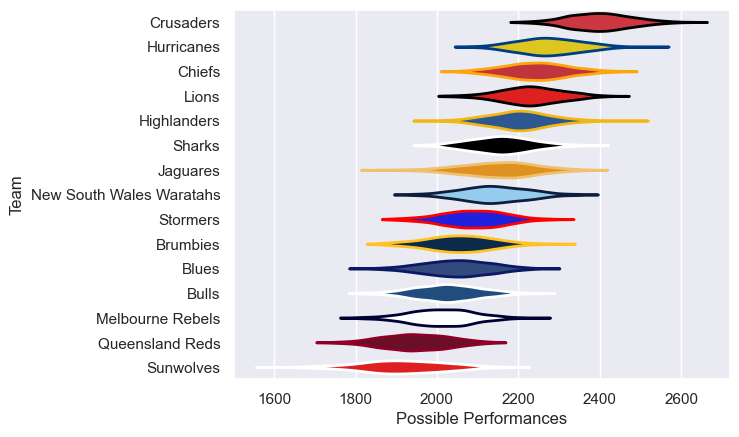 Crusaders
Hurricanes
Chiefs
Lions
Highlanders
Sharks
Jaguares
New South Wales Waratahs
Stormers
Brumbies
Blues
Bulls
Melbourne Rebels
Queensland Reds
Sunwolves
Team
1600 1800 2000 2200 2400 2600
Possible Performances